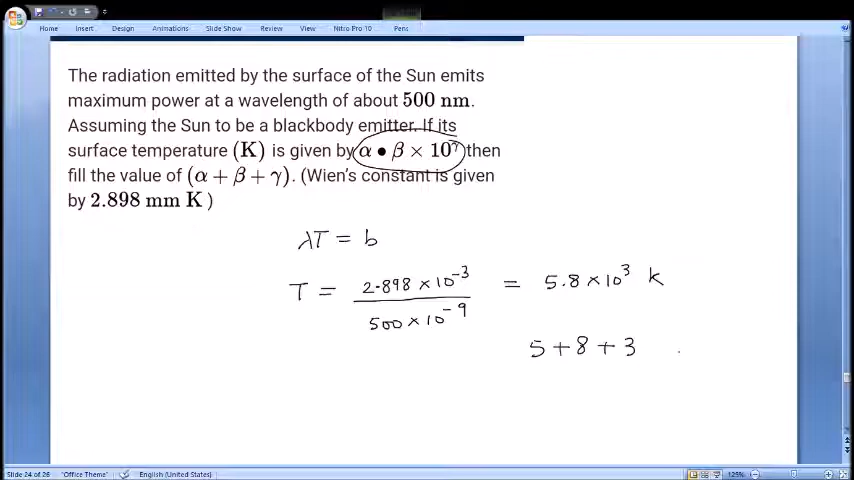 Home Insert Design Animations Slide Show Review View Nitro Pro 10 Pens
The radiation emitted by the surface of the Sun emits
maximum power at a wavelength of about 500 nm.
Assuming the Sun to be a blackbody emitter. If its
surface temperature (K) is given by α • β × 10^γ then
fill the value of (α + β + γ). (Wien's constant is given
by 2.898 mm K )
λT = b
T = 2.898 × 10^-3 / 500 × 10^-9 = 5.8 × 10^3 k
5 + 8 + 3
Slide 24 of 26 "Office Theme" English (United States) 125%